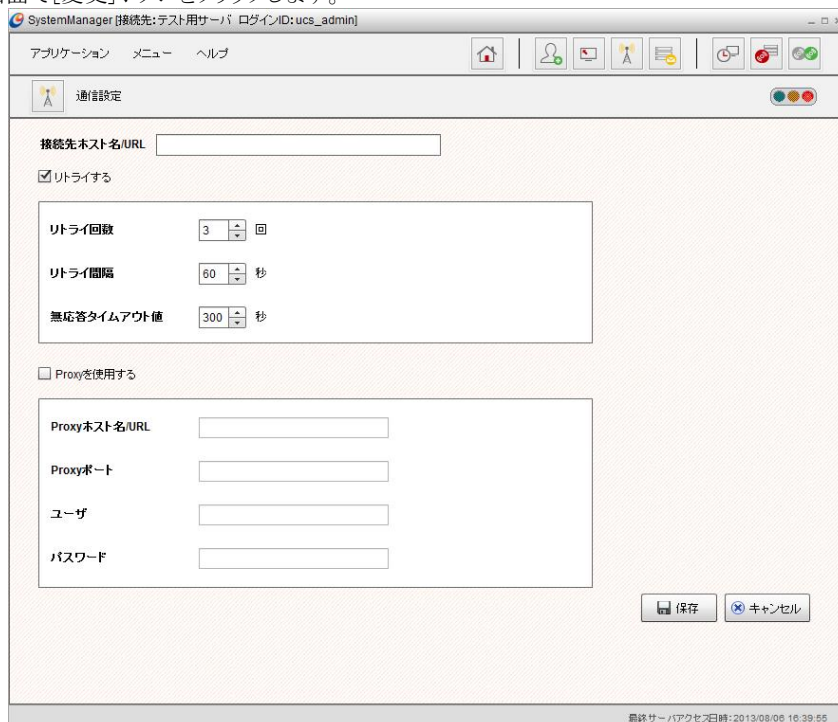 SystemManager [接続先:テスト用サーバ ログインID:ucs_admin]
アプリケーション メニュー ヘルプ
通信設定
接続先ホスト名/URL
リトライする
リトライ回数 3 回
リトライ間隔 60 秒
無応答タイムアウト値 300 秒
Proxyを使用する
Proxyホスト名/URL
Proxyポート
ユーザ
パスワード
保存 キャンセル
最終サーバアクセス日時:2013/08/06 16:39:55